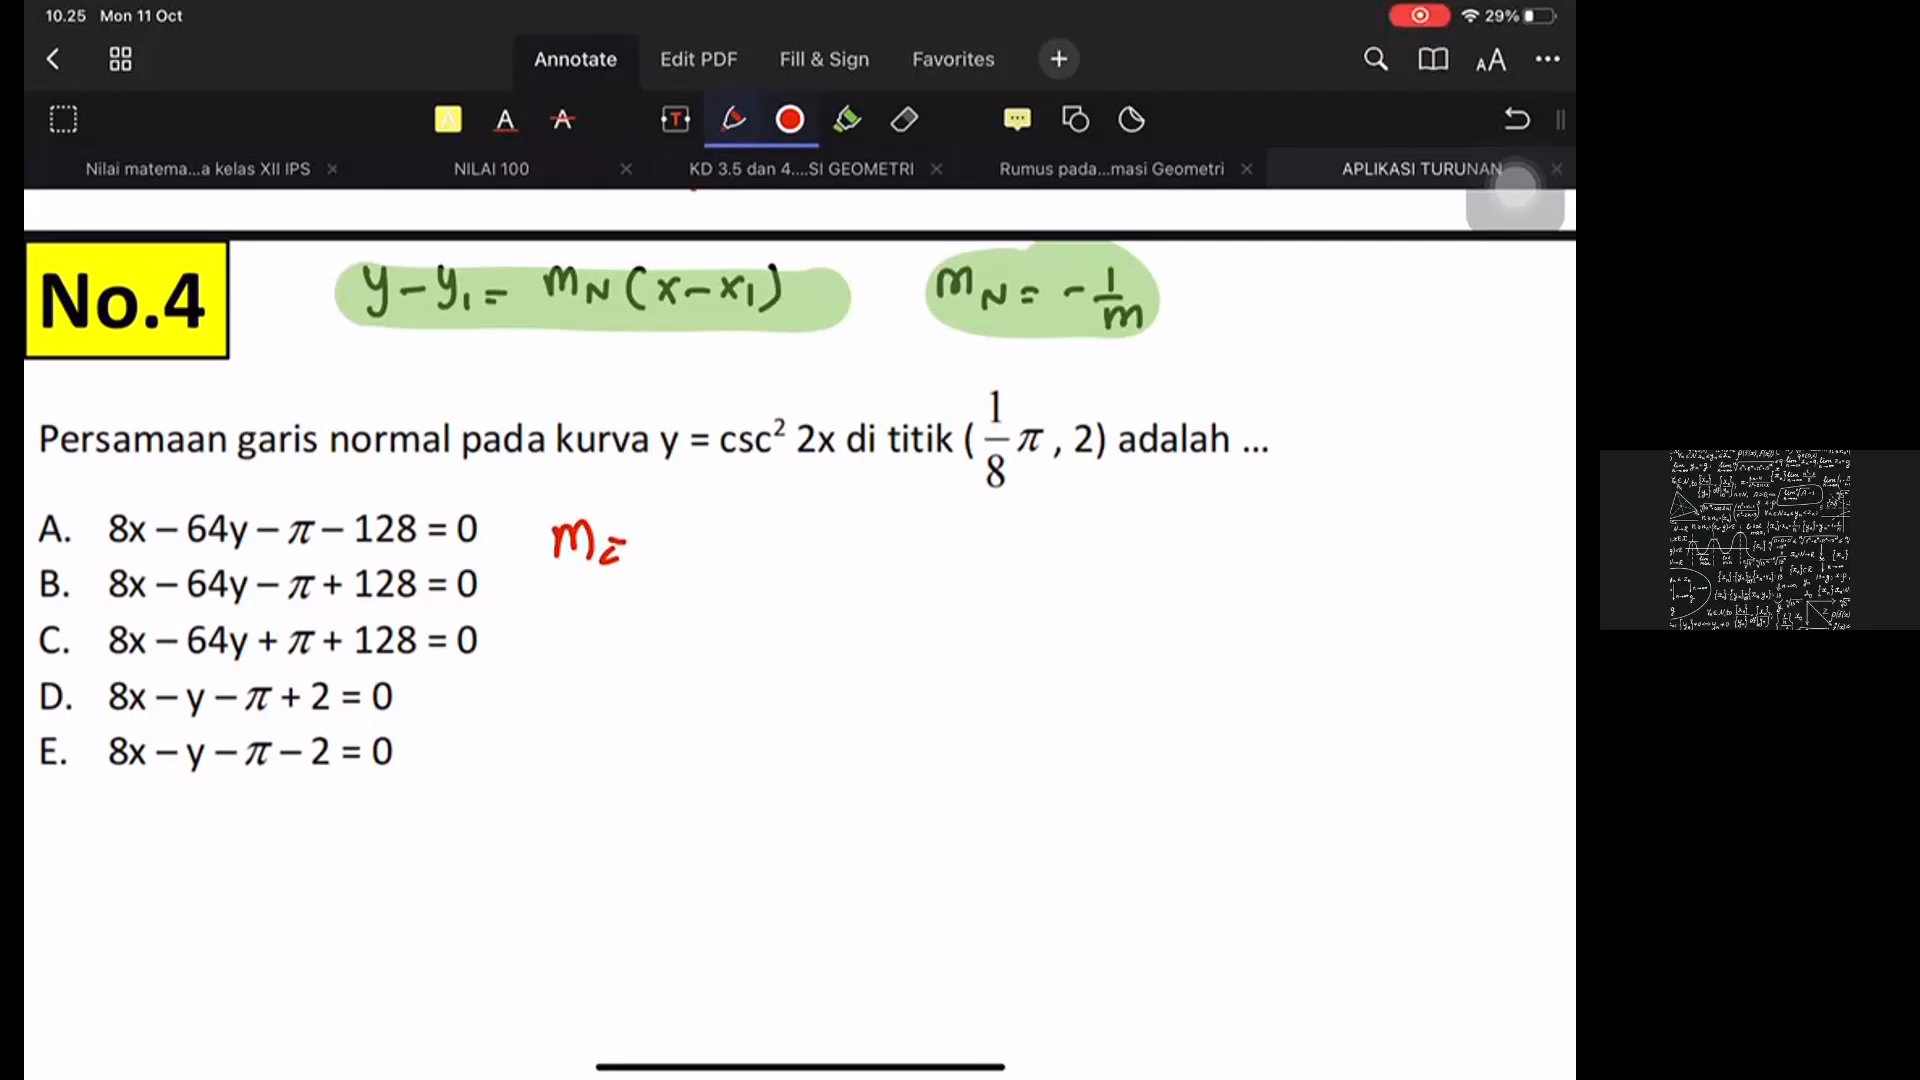 10.25 Mon 11 Oct
29%
Annotate Edit PDF Fill & Sign Favorites
Nilai matema...a kelas XII IPS
NILAI 100
KD 3.5 dan 4....SI GEOMETRI
Rumus pada...masi Geometri
APLIKASI TURUNAN
No.4
y - y₁ = mN (x - x₁)
mN = - 1/m
Persamaan garis normal pada kurva y = csc² 2x di titik ( 1/8 π , 2) adalah ...
A. 8x – 64y – π – 128 = 0
B. 8x – 64y – π + 128 = 0
C. 8x – 64y + π + 128 = 0
D. 8x – y – π + 2 = 0
E. 8x – y – π – 2 = 0
m =